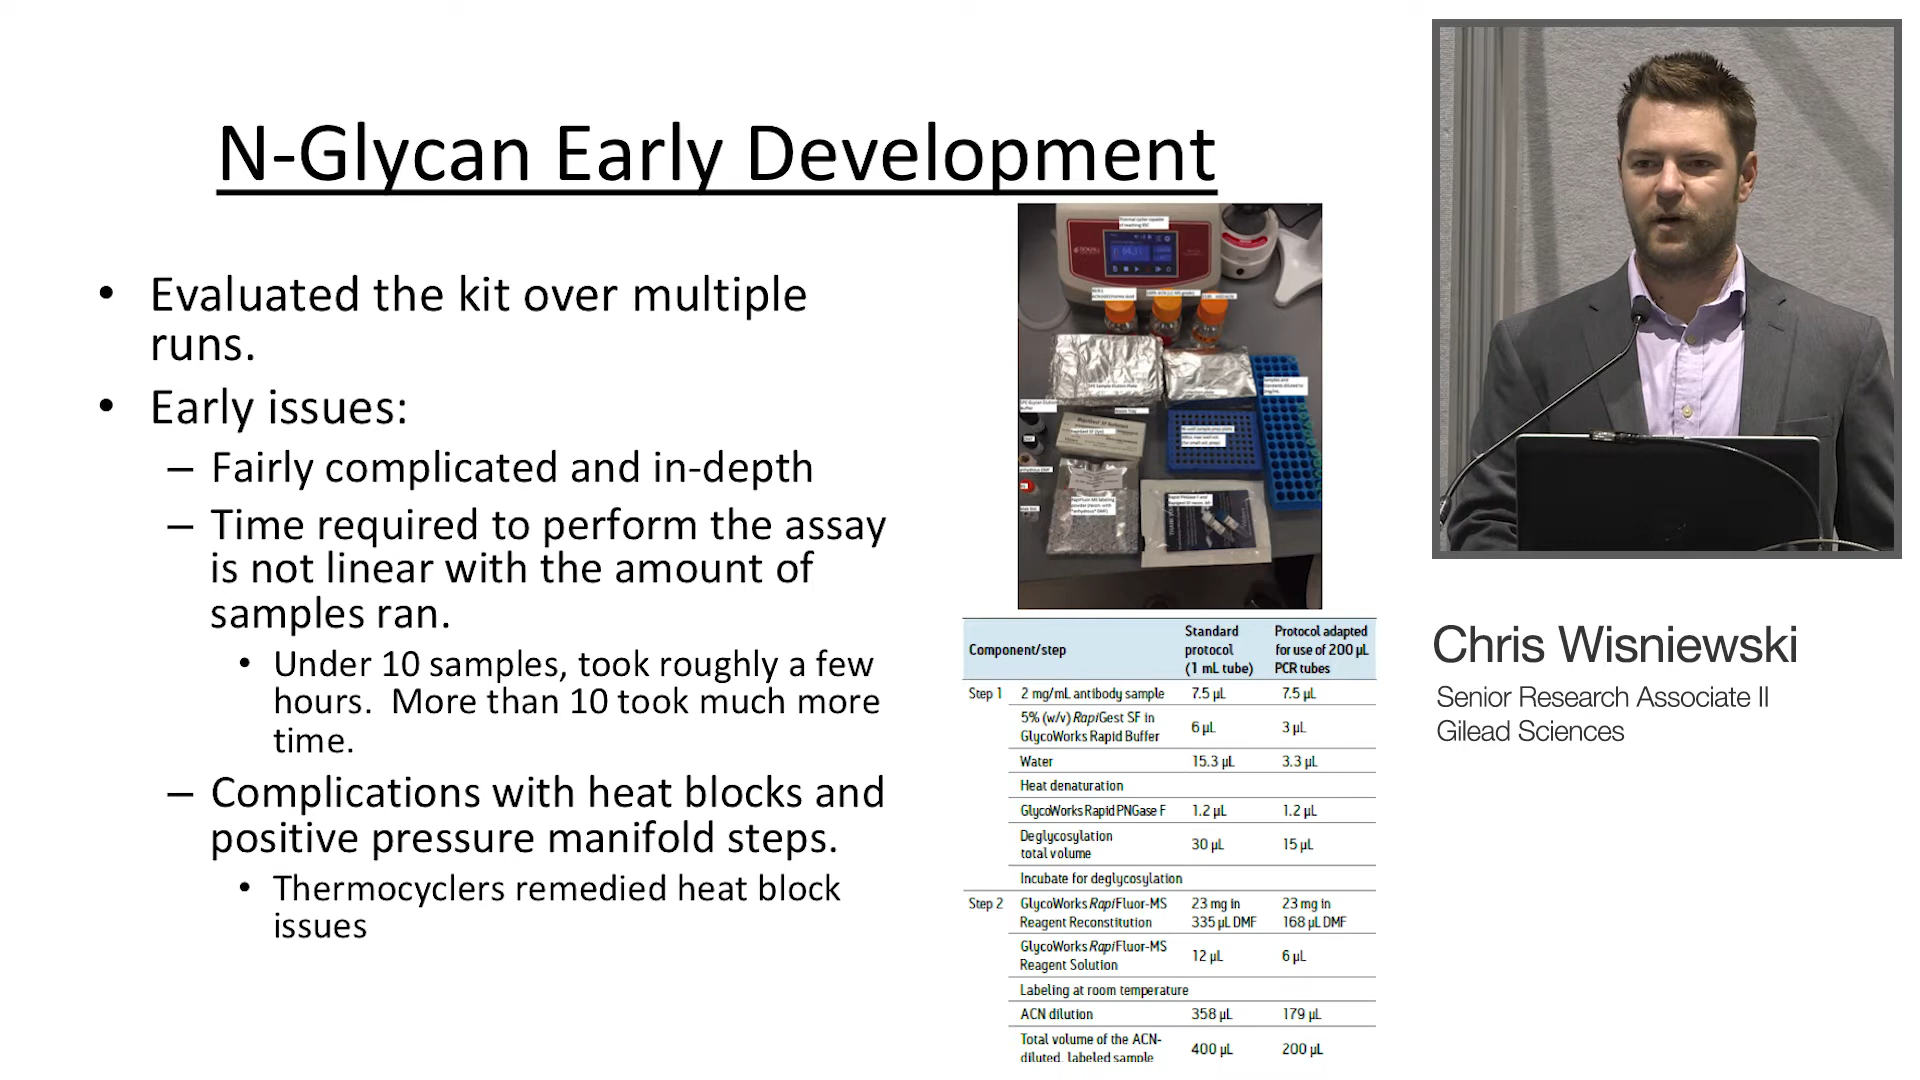 N-Glycan Early Development
• Evaluated the kit over multiple
runs.
• Early issues:
– Fairly complicated and in-depth
– Time required to perform the assay
is not linear with the amount of
samples ran.
• Under 10 samples, took roughly a few
hours. More than 10 took much more
time.
– Complications with heat blocks and
positive pressure manifold steps.
• Thermocyclers remedied heat block
issues
Component/step Standard protocol (1 mL tube) Protocol adapted for use of 200 µL PCR tubes
Step 1 2 mg/mL antibody sample 7.5 µL 7.5 µL
5% (w/v) RapiGest SF in
GlycoWorks Rapid Buffer 6 µL 3 µL
Water 15.3 µL 3.3 µL
Heat denaturation
GlycoWorks Rapid PNGase F 1.2 µL 1.2 µL
Deglycosylation
total volume 30 µL 15 µL
Incubate for deglycosylation
Step 2 GlycoWorks RapiFluor-MS 23 mg in 23 mg in
Reagent Reconstitution 335 µL DMF 168 µL DMF
GlycoWorks RapiFluor-MS
Reagent Solution 12 µL 6 µL
Labeling at room temperature
ACN dilution 358 µL 179 µL
Total volume of the ACN-
diluted, labeled sample 400 µL 200 µL
Chris Wisniewski
Senior Research Associate II
Gilead Sciences